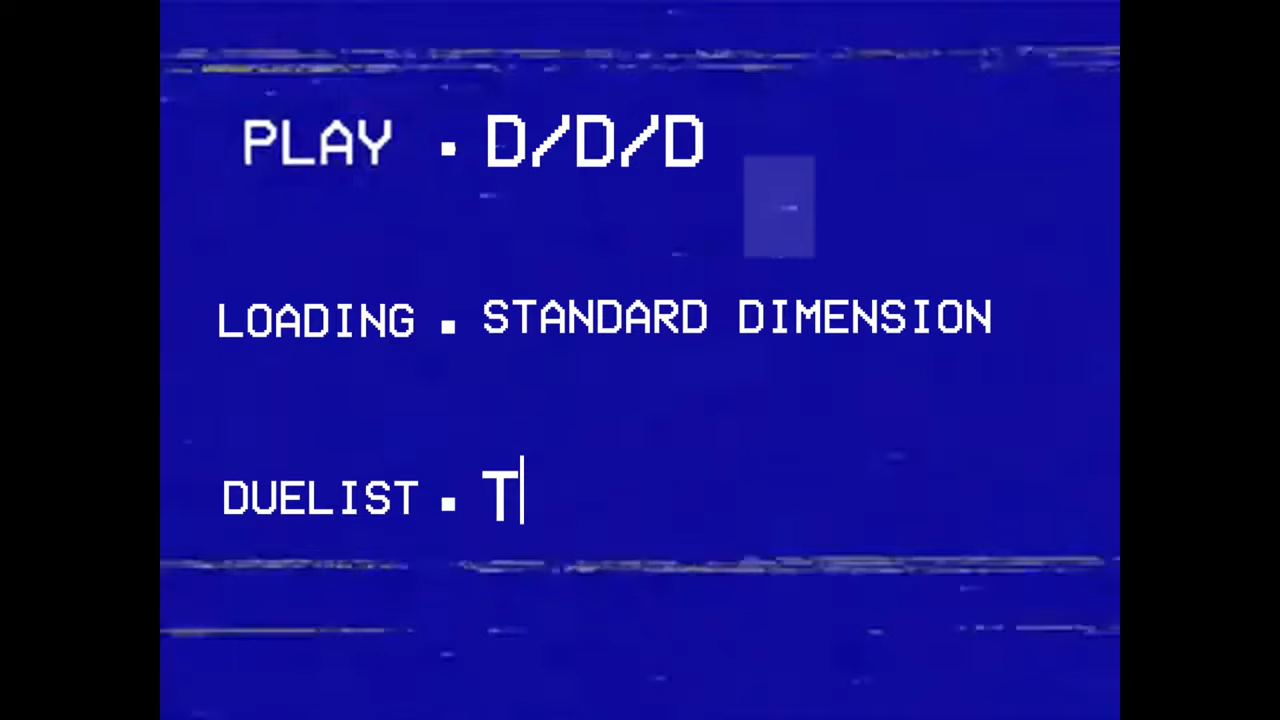 PLAY . D/D/D
LOADING . STANDARD DIMENSION
DUELIST . T